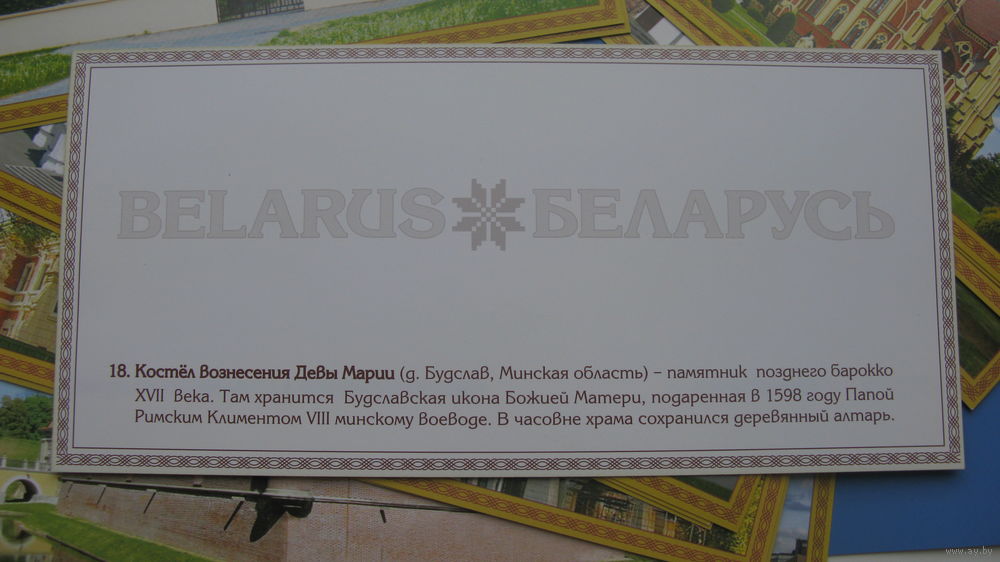 BELARUS БЕЛАРУСЬ
18. Костёл Вознесения Девы Марии (д. Будслав, Минская область) – памятник позднего барокко
XVII века. Там хранится Будславская икона Божией Матери, подаренная в 1598 году Папой
Римским Климентом VIII минскому воеводе. В часовне храма сохранился деревянный алтарь.
www.ay.by